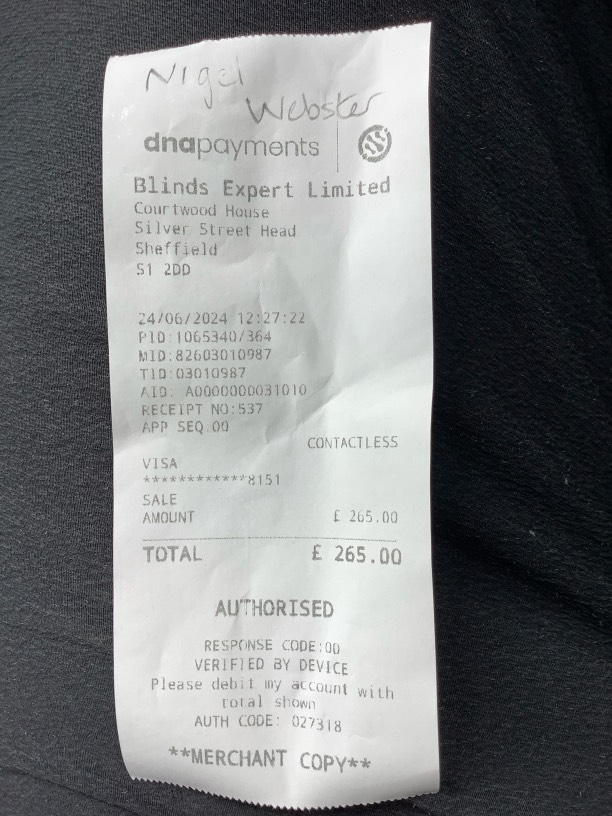 Nigel
Webster
dnapayments
Blinds Expert Limited
Courtwood House
Silver Street Head
Sheffield
S1 2DD
24/06/2024 12:27:22
PID:1065340/364
MID:82603010987
TID:03010987
AID: A0000000031010
RECEIPT NO:537
APP SEQ.00
CONTACTLESS
VISA
************8151
SALE
AMOUNT £ 265.00
TOTAL £ 265.00
AUTHORISED
RESPONSE CODE:00
VERIFIED BY DEVICE
Please debit my account with
total shown
AUTH CODE: 027318
**MERCHANT COPY**